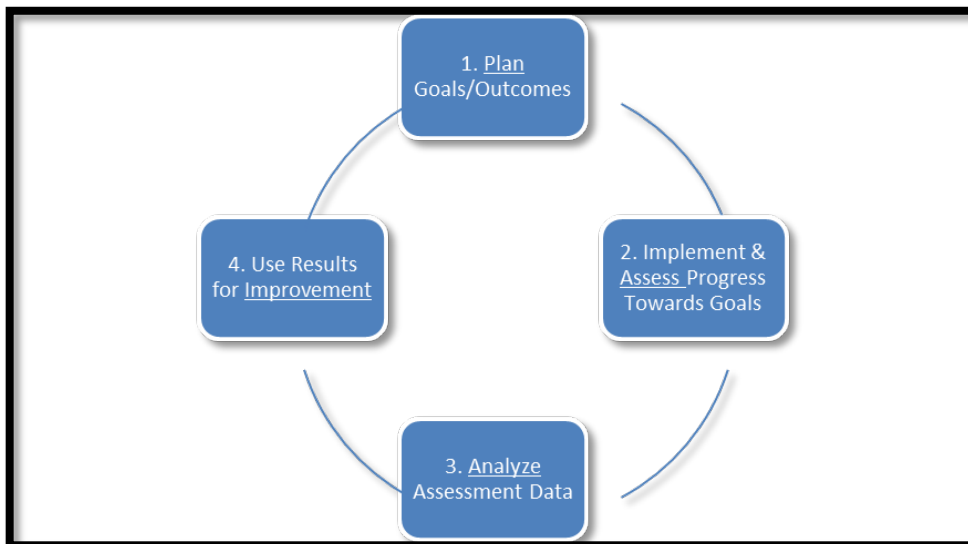 1. Plan
Goals/Outcomes
2. Implement &
Assess Progress
Towards Goals
3. Analyze
Assessment Data
4. Use Results
for Improvement